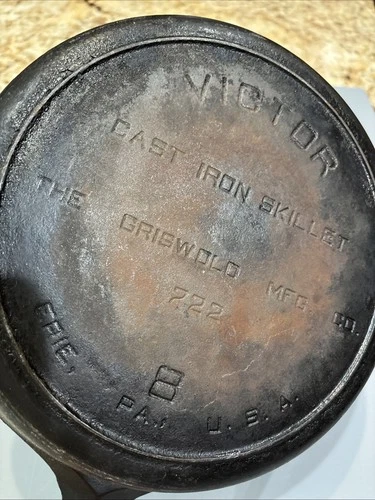 VICTOR
CAST IRON SKILLET
THE GRISWOLD MFG CO.
722
8
ERIE, PA., U.S.A.